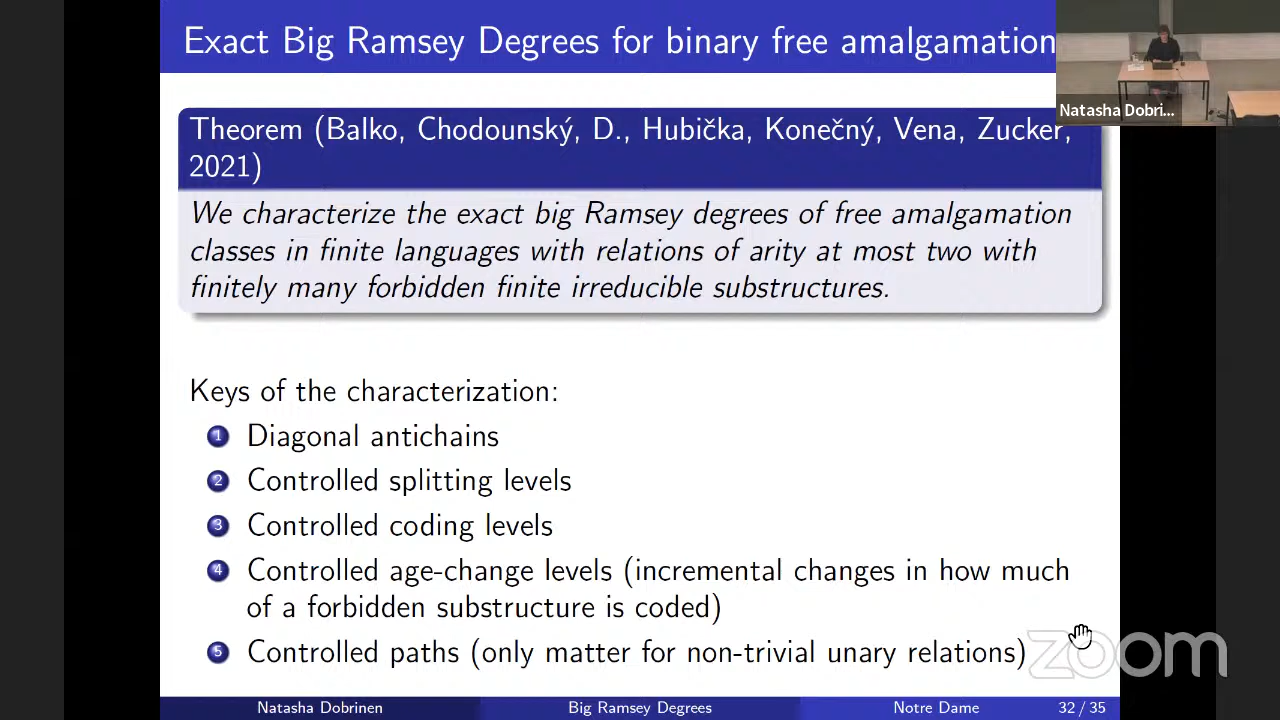 Exact Big Ramsey Degrees for binary free amalgamation
Natasha Dobri...
Theorem (Balko, Chodounský, D., Hubička, Konečný, Vena, Zucker,
2021)
We characterize the exact big Ramsey degrees of free amalgamation
classes in finite languages with relations of arity at most two with
finitely many forbidden finite irreducible substructures.
Keys of the characterization:
1 Diagonal antichains
2 Controlled splitting levels
3 Controlled coding levels
4 Controlled age-change levels (incremental changes in how much
of a forbidden substructure is coded)
5 Controlled paths (only matter for non-trivial unary relations)
zoom
Natasha Dobrinen Big Ramsey Degrees Notre Dame 32 / 35